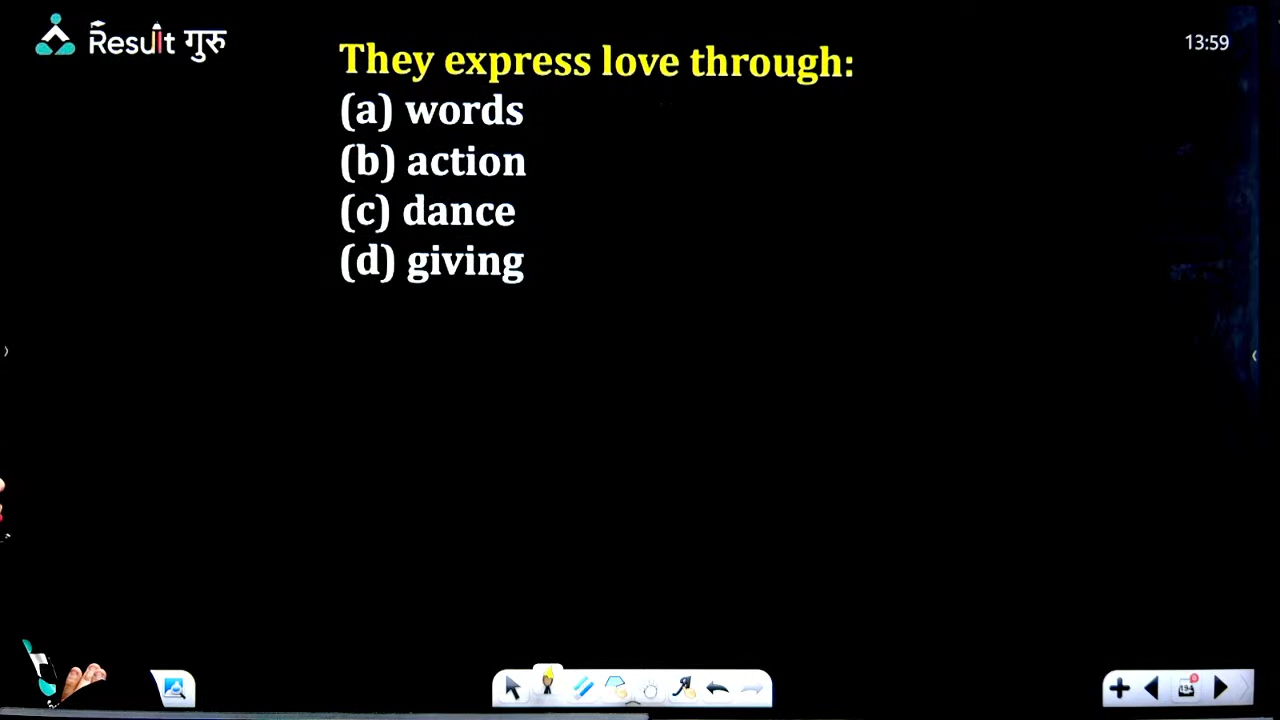 Result गुरु
13:59
They express love through:
(a) words
(b) action
(c) dance
(d) giving